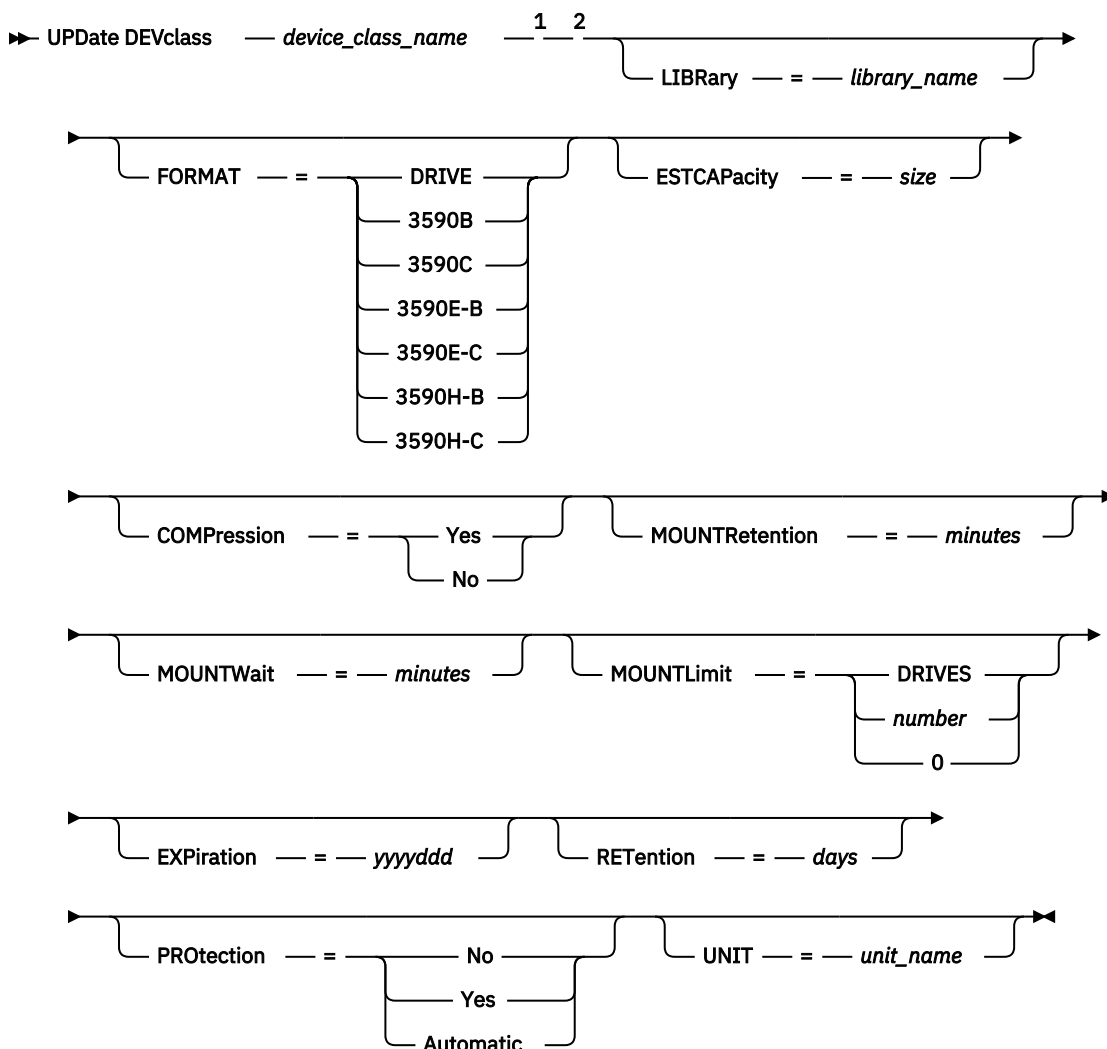 1 2
UPDate DEVclass device_class_name
LIBRary = library_name
FORMAT = DRIVE
3590B
3590C
3590E-B
3590E-C
3590H-B
3590H-C
ESTCAPacity = size
COMPression = Yes
No
MOUNTRetention = minutes
MOUNTWait = minutes
MOUNTLimit = DRIVES
number
0
EXPiration = yyyyddd
RETention = days
PROtection = No
Yes
Automatic
UNIT = unit_name